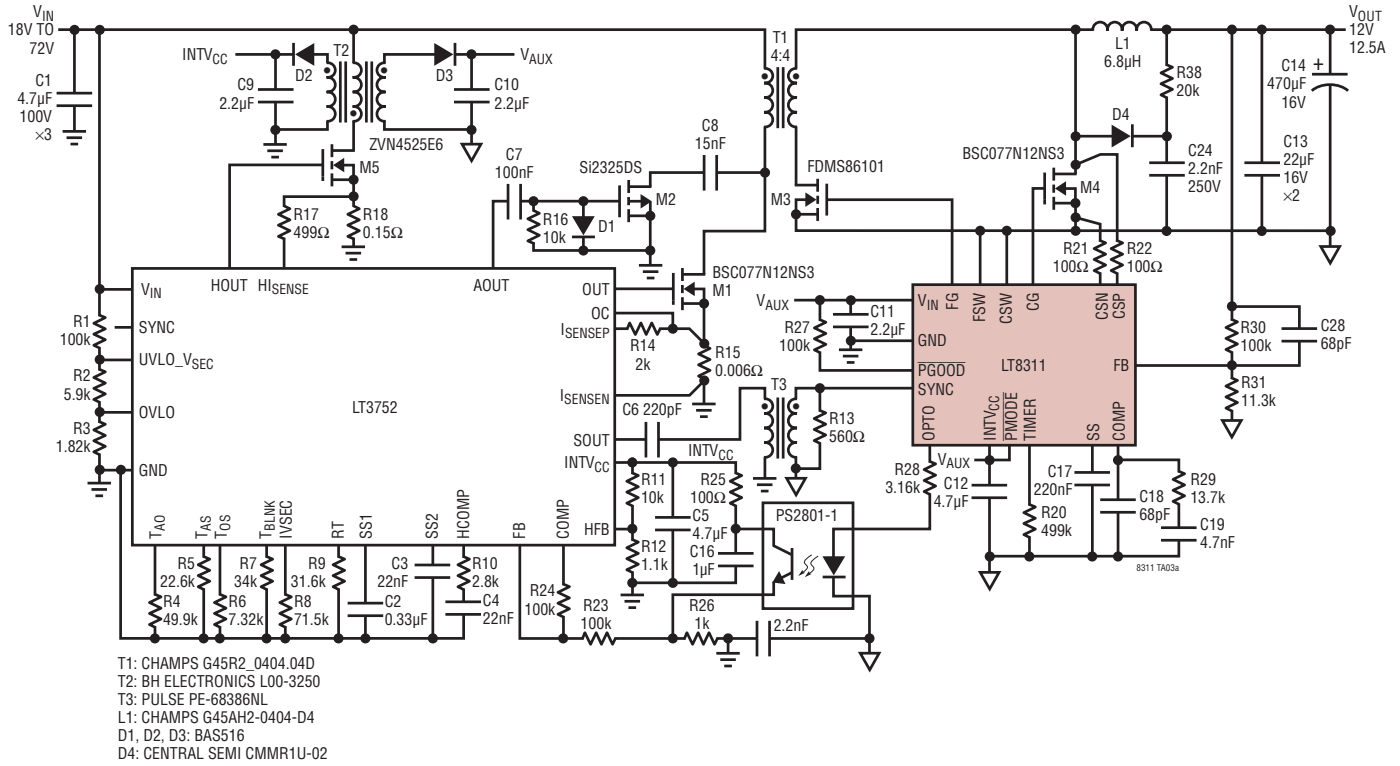 VIN
18V TO
72V
C1
4.7µF
100V
×3
INTVCC
D2
T2
D3
VAUX
C9
2.2µF
C10
2.2µF
ZVN4525E6
M5
R17
499Ω
R18
0.15Ω
C7
100nF
Si2325DS
M2
R16
10k
D1
C8
15nF
T1
4:4
FDMS86101
M3
BSC077N12NS3
M1
L1
6.8µH
VOUT
12V
12.5A
R38
20k
D4
BSC077N12NS3
M4
C24
2.2nF
250V
C14
470µF
16V
+
C13
22µF
16V
×2
R21
100Ω
R22
100Ω
R1
100k
R2
5.9k
R3
1.82k
VIN
SYNC
UVLO_VSEC
OVLO
GND
HOUT
HISENSE
AOUT
OUT
OC
ISENSEP
ISENSEN
SOUT
INTVCC
HFB
LT3752
TAO
TAS
TOS
TBLINK
IVSEC
RT
SS1
SS2
HCOMP
FB
COMP
R14
2k
R15
0.006Ω
C6 220pF
T3
R13
560Ω
VAUX
R27
100k
C11
2.2µF
VIN
GND
PGOOD
SYNC
FG
FSW
CSW
CG
CSN
CSP
LT8311
FB
OPTO
INTVCC
PMODE
TIMER
SS
COMP
R30
100k
C28
68pF
R31
11.3k
INTVCC
R11
10k
R25
100Ω
C5
4.7µF
R12
1.1k
C16
1µF
PS2801-1
R28
3.16k
VAUX
C12
4.7µF
R20
499k
C17
220nF
C18
68pF
R29
13.7k
C19
4.7nF
8311 TA03a
R5
22.6k
R4
49.9k
R6
7.32k
R7
34k
R8
71.5k
R9
31.6k
C3
22nF
C2
0.33µF
R10
2.8k
C4
22nF
R24
100k
R23
100k
R26
1k
2.2nF
T1: CHAMPS G45R2_0404.04D
T2: BH ELECTRONICS L00-3250
T3: PULSE PE-68386NL
L1: CHAMPS G45AH2-0404-D4
D1, D2, D3: BAS516
D4: CENTRAL SEMI CMMR1U-02